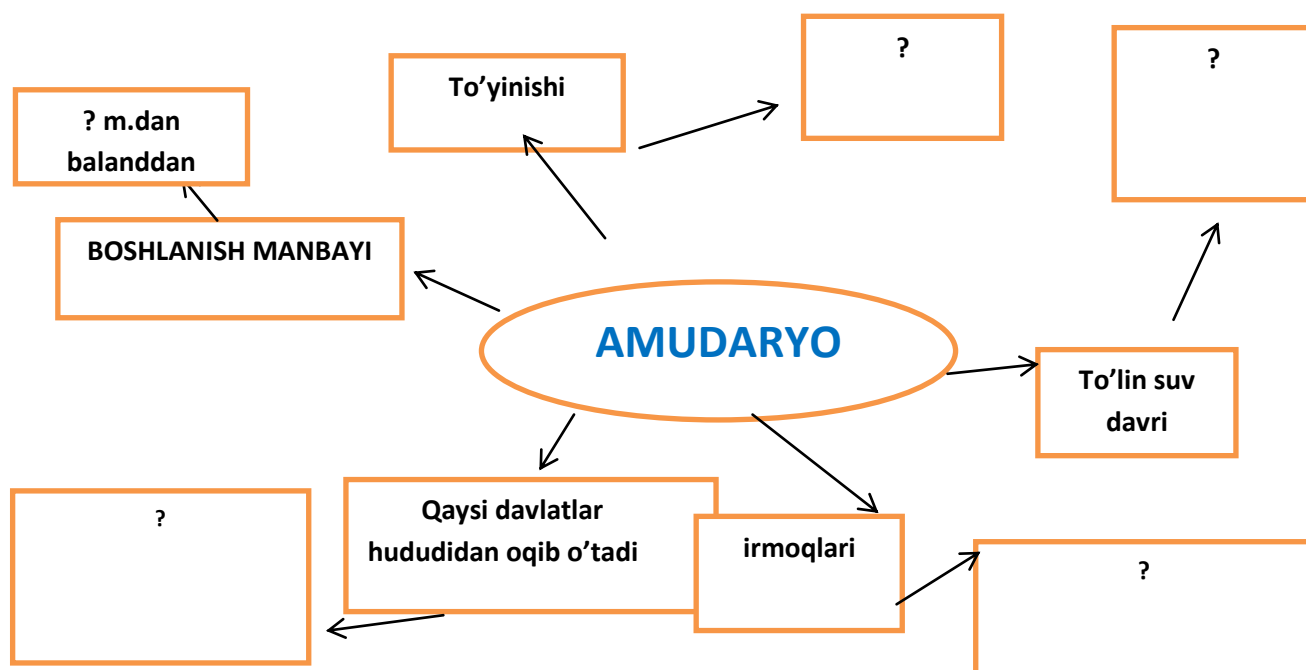 ?
?
To’yinishi
? m.dan
balanddan
BOSHLANISH MANBAYI
AMUDARYO
To’lin suv
davri
Qaysi davlatlar
hududidan oqib o’tadi
irmoqlari
?
?